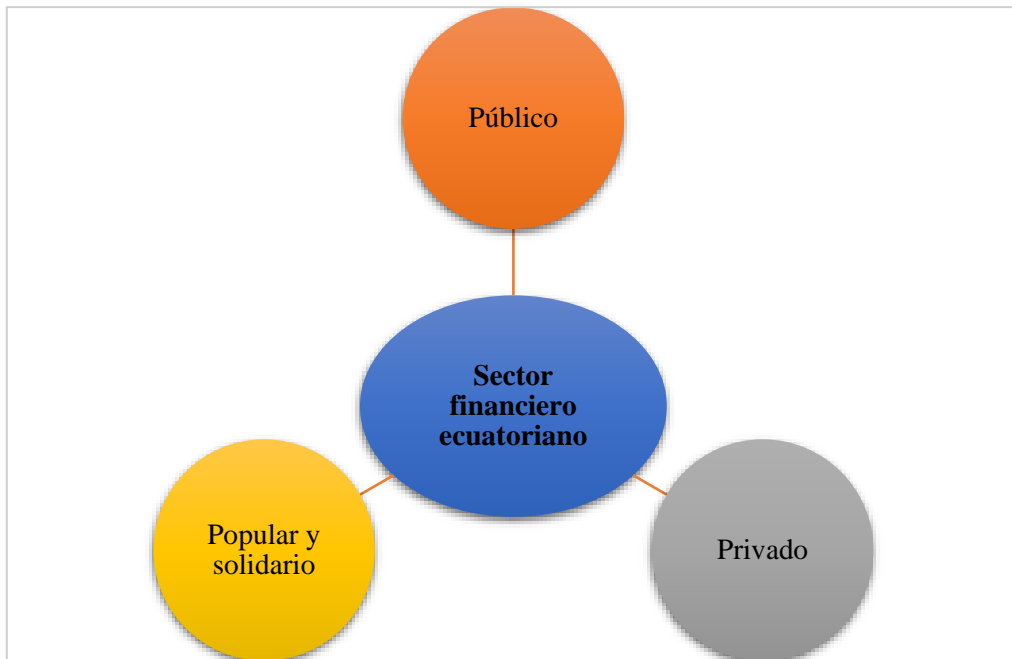 Público
Sector
financiero
ecuatoriano
Popular y
solidario
Privado